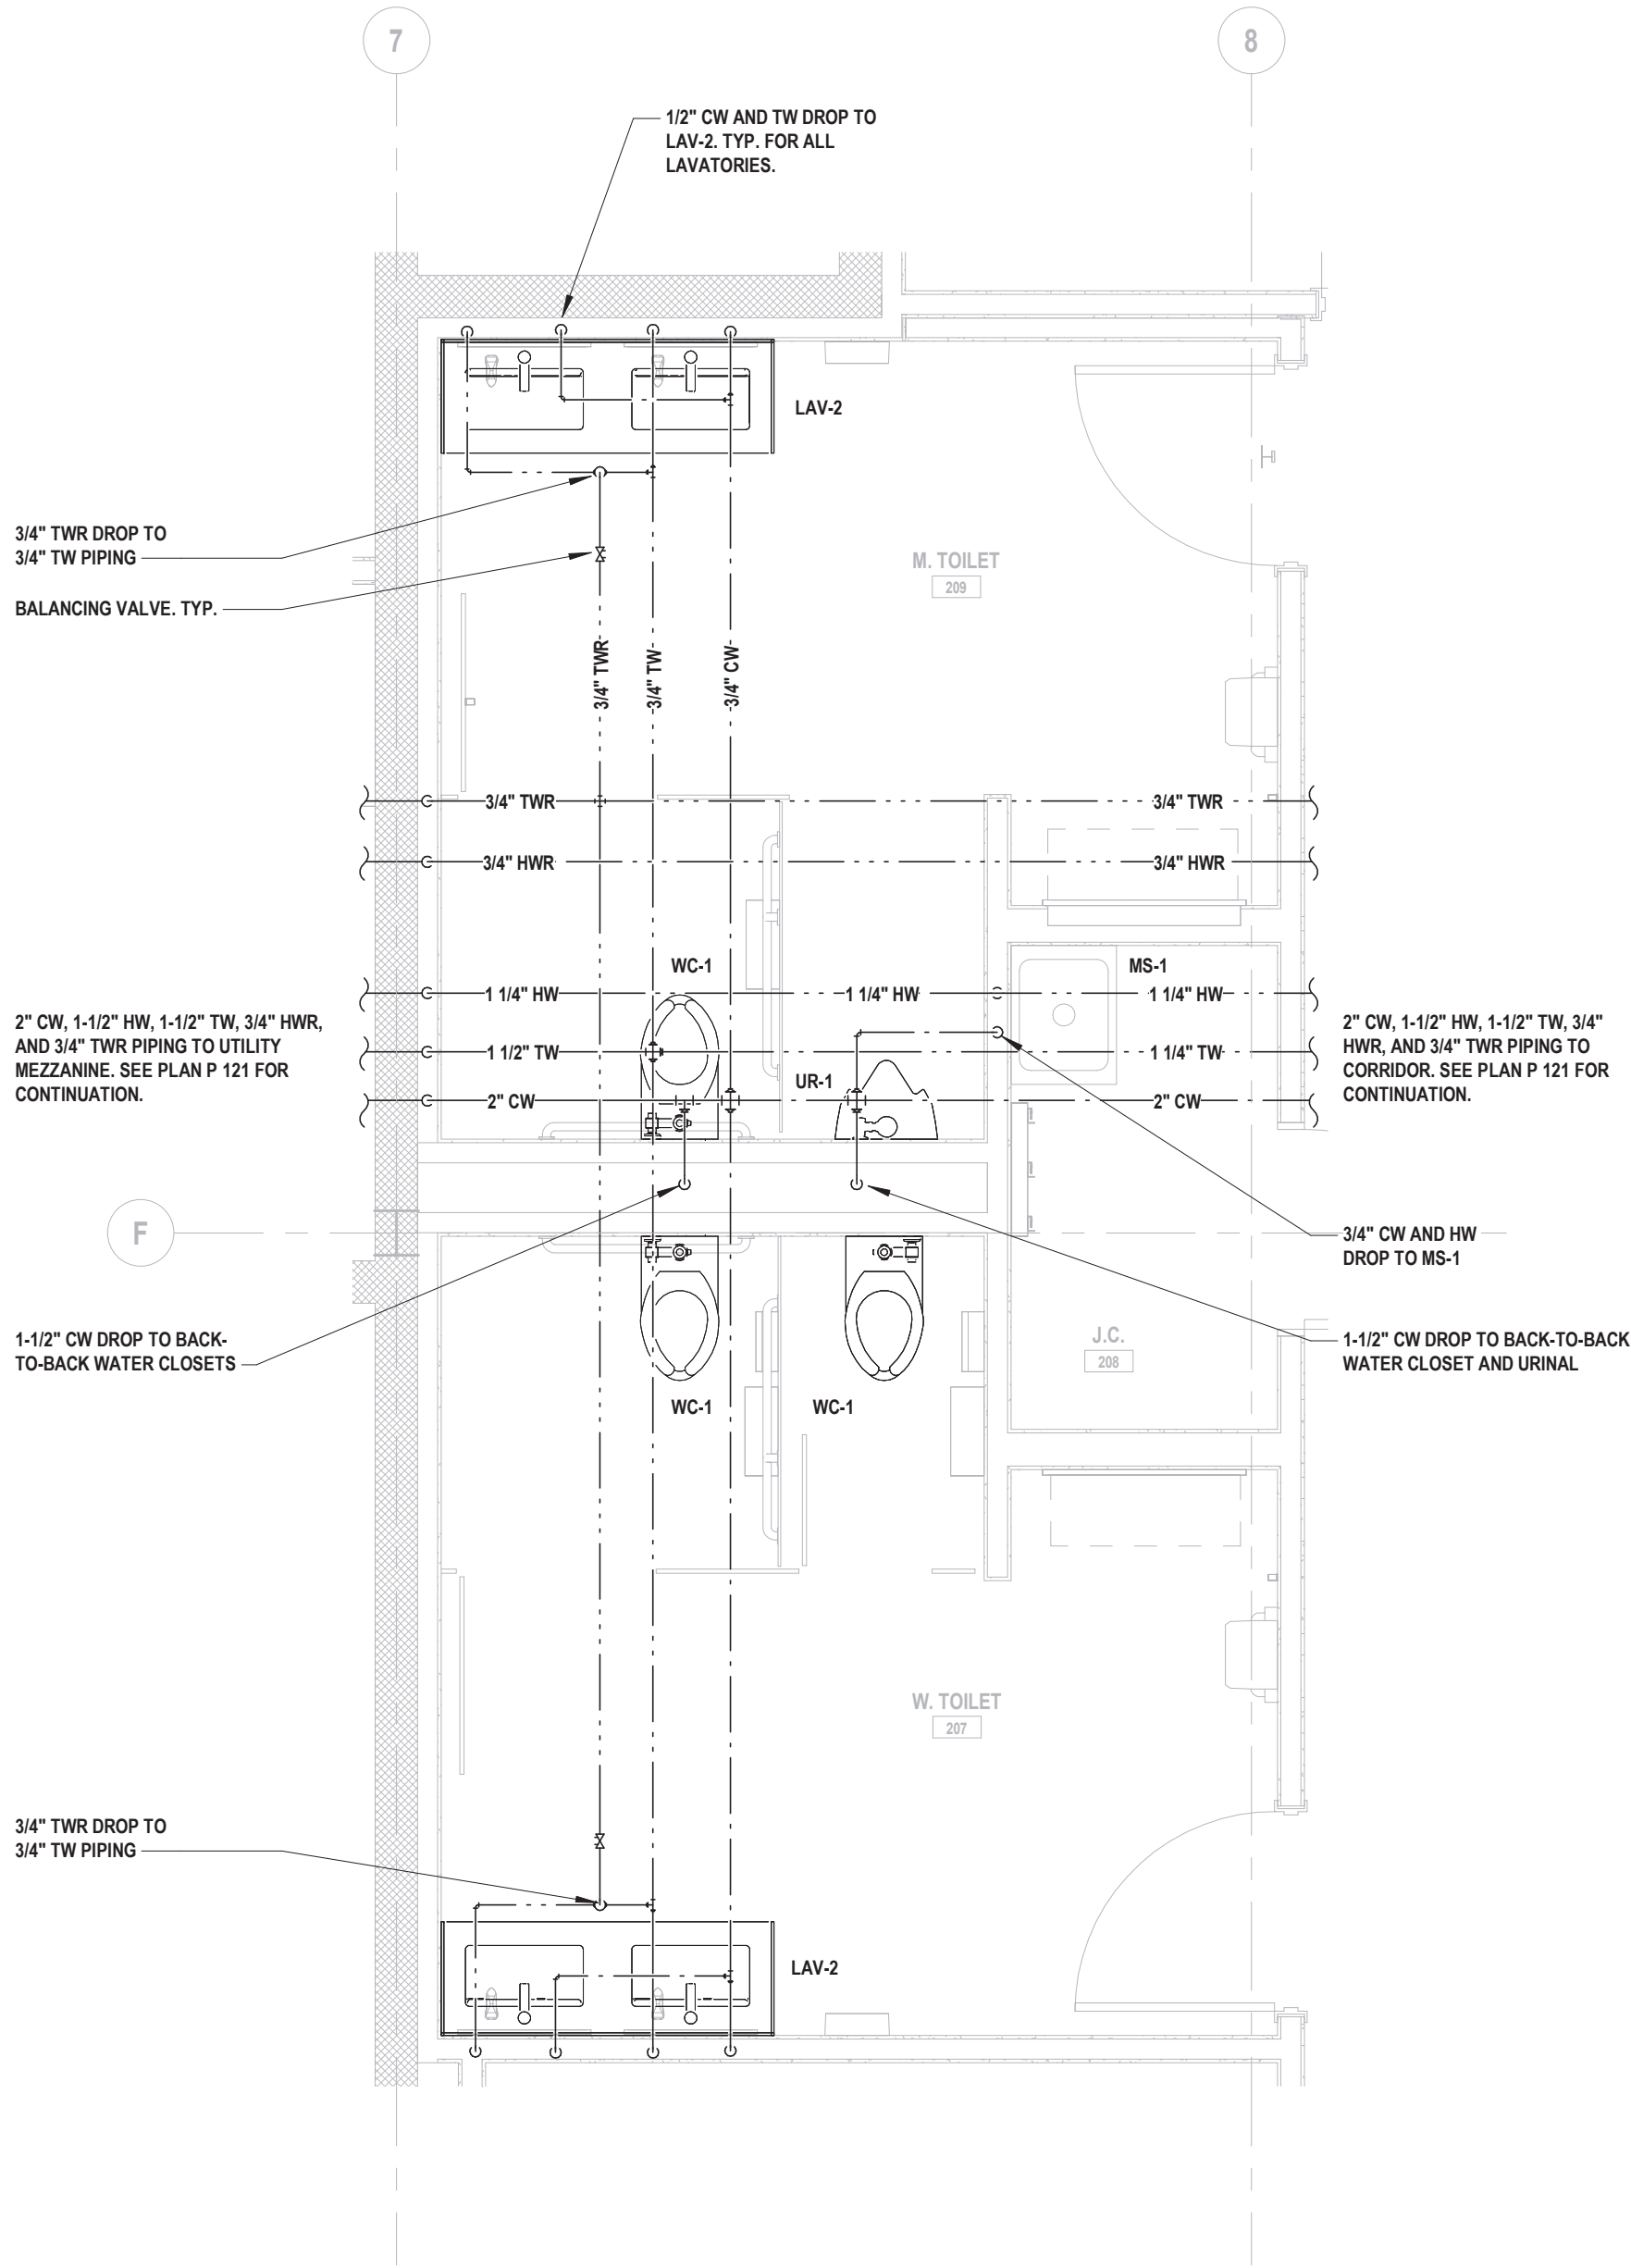 7
8
1/2" CW AND TW DROP TO
LAV-2. TYP. FOR ALL
LAVATORIES.
LAV-2
3/4" TWR DROP TO
3/4" TW PIPING
BALANCING VALVE. TYP.
M. TOILET
209
3/4" TWR
3/4" TW
3/4" CW
3/4" TWR
3/4" TWR
3/4" HWR
3/4" HWR
WC-1
MS-1
1 1/4" HW
1 1/4" HW
1 1/4" HW
2" CW, 1-1/2" HW, 1-1/2" TW, 3/4" HWR,
AND 3/4" TWR PIPING TO UTILITY
MEZZANINE. SEE PLAN P 121 FOR
CONTINUATION.
2" CW, 1-1/2" HW, 1-1/2" TW, 3/4"
HWR, AND 3/4" TWR PIPING TO
CORRIDOR. SEE PLAN P 121 FOR
CONTINUATION.
1 1/2" TW
1 1/4" TW
UR-1
2" CW
2" CW
F
3/4" CW AND HW
DROP TO MS-1
1-1/2" CW DROP TO BACK-
TO-BACK WATER CLOSETS
J.C.
208
1-1/2" CW DROP TO BACK-TO-BACK
WATER CLOSET AND URINAL
WC-1
WC-1
W. TOILET
207
3/4" TWR DROP TO
3/4" TW PIPING
LAV-2